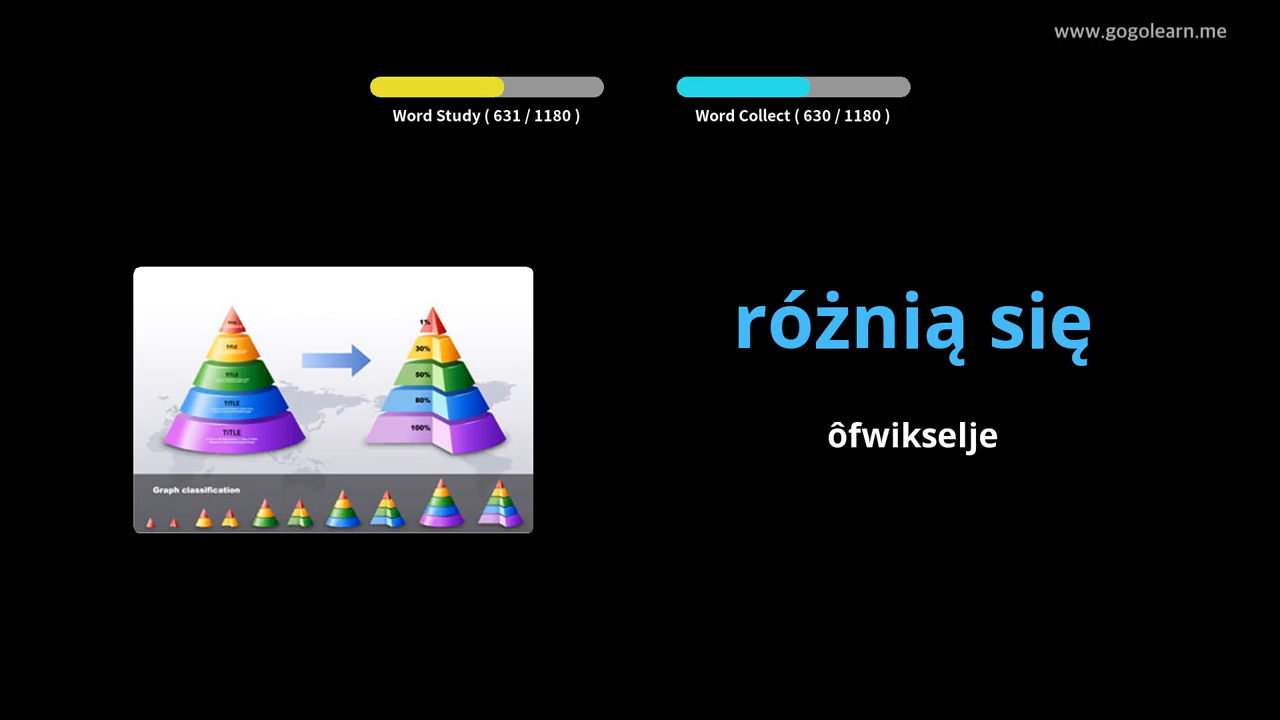 www.gogolearn.me
Word Study ( 631 / 1180 )
Word Collect ( 630 / 1180 )
różnią się
ôfwikselje
TITLE
TITLE
TITLE
TITLE
1%
30%
50%
80%
100%
Graph classification